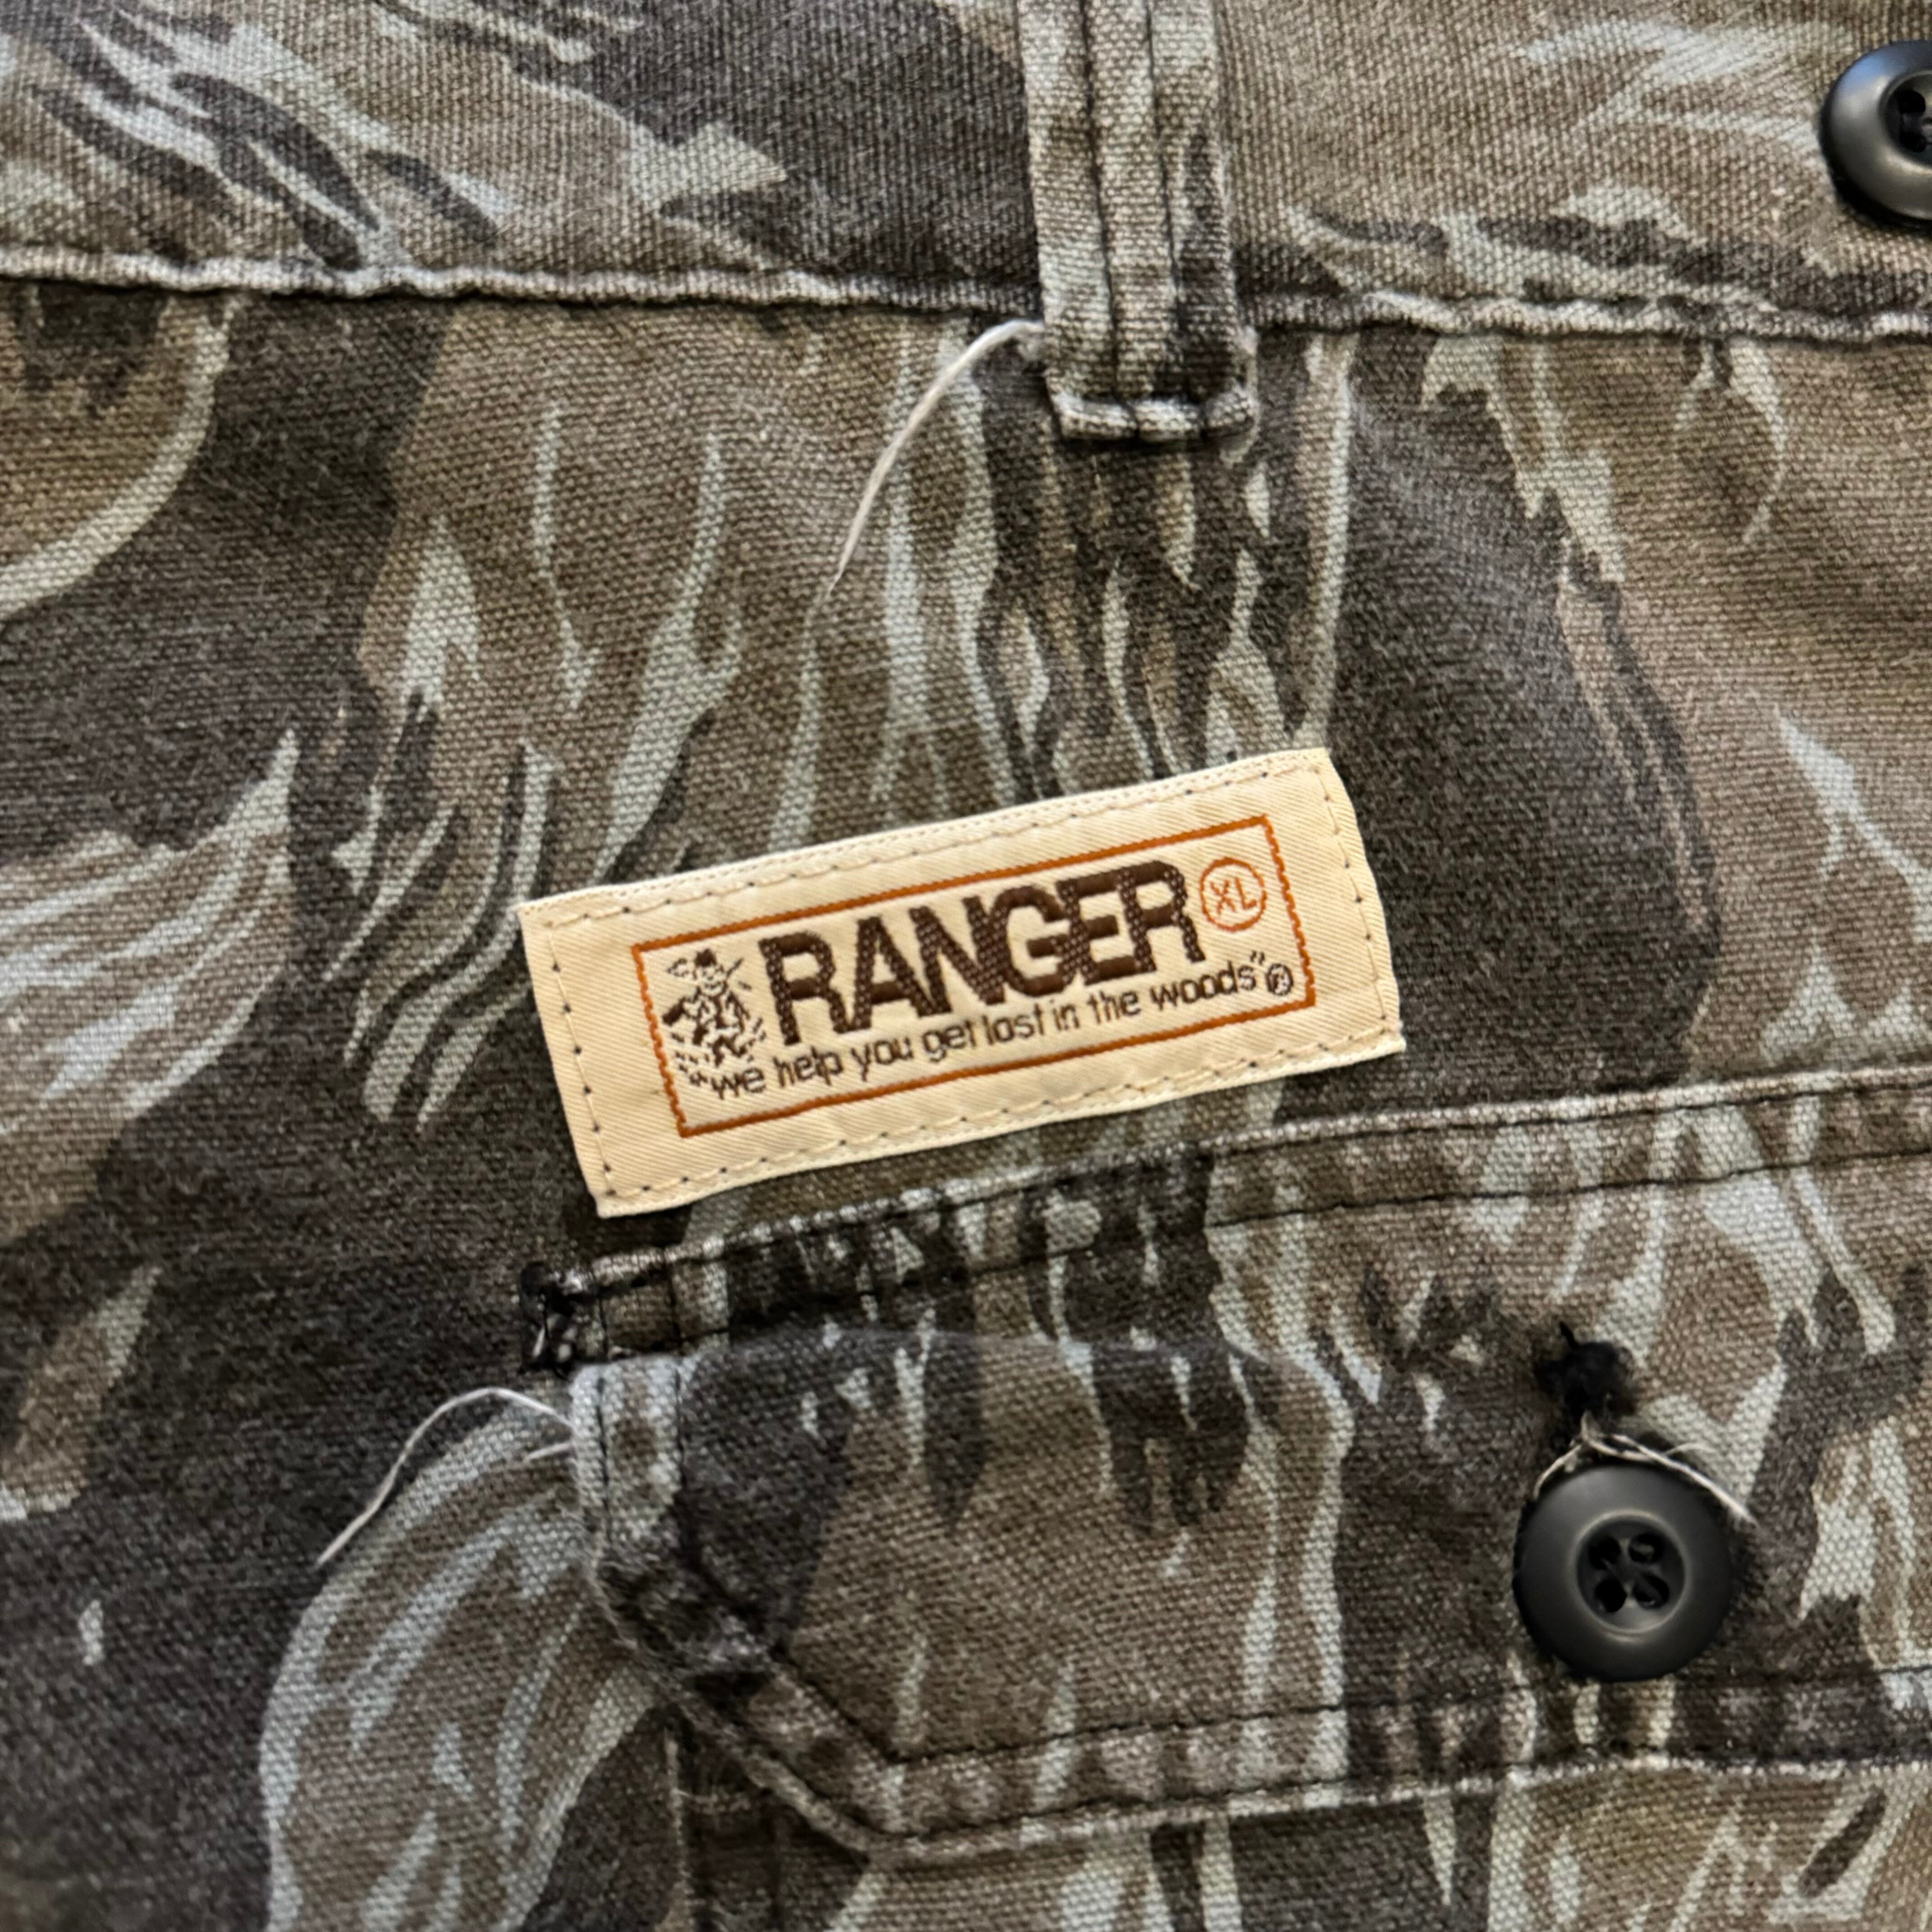 RANGER XL
"we help you get lost in the woods" ®